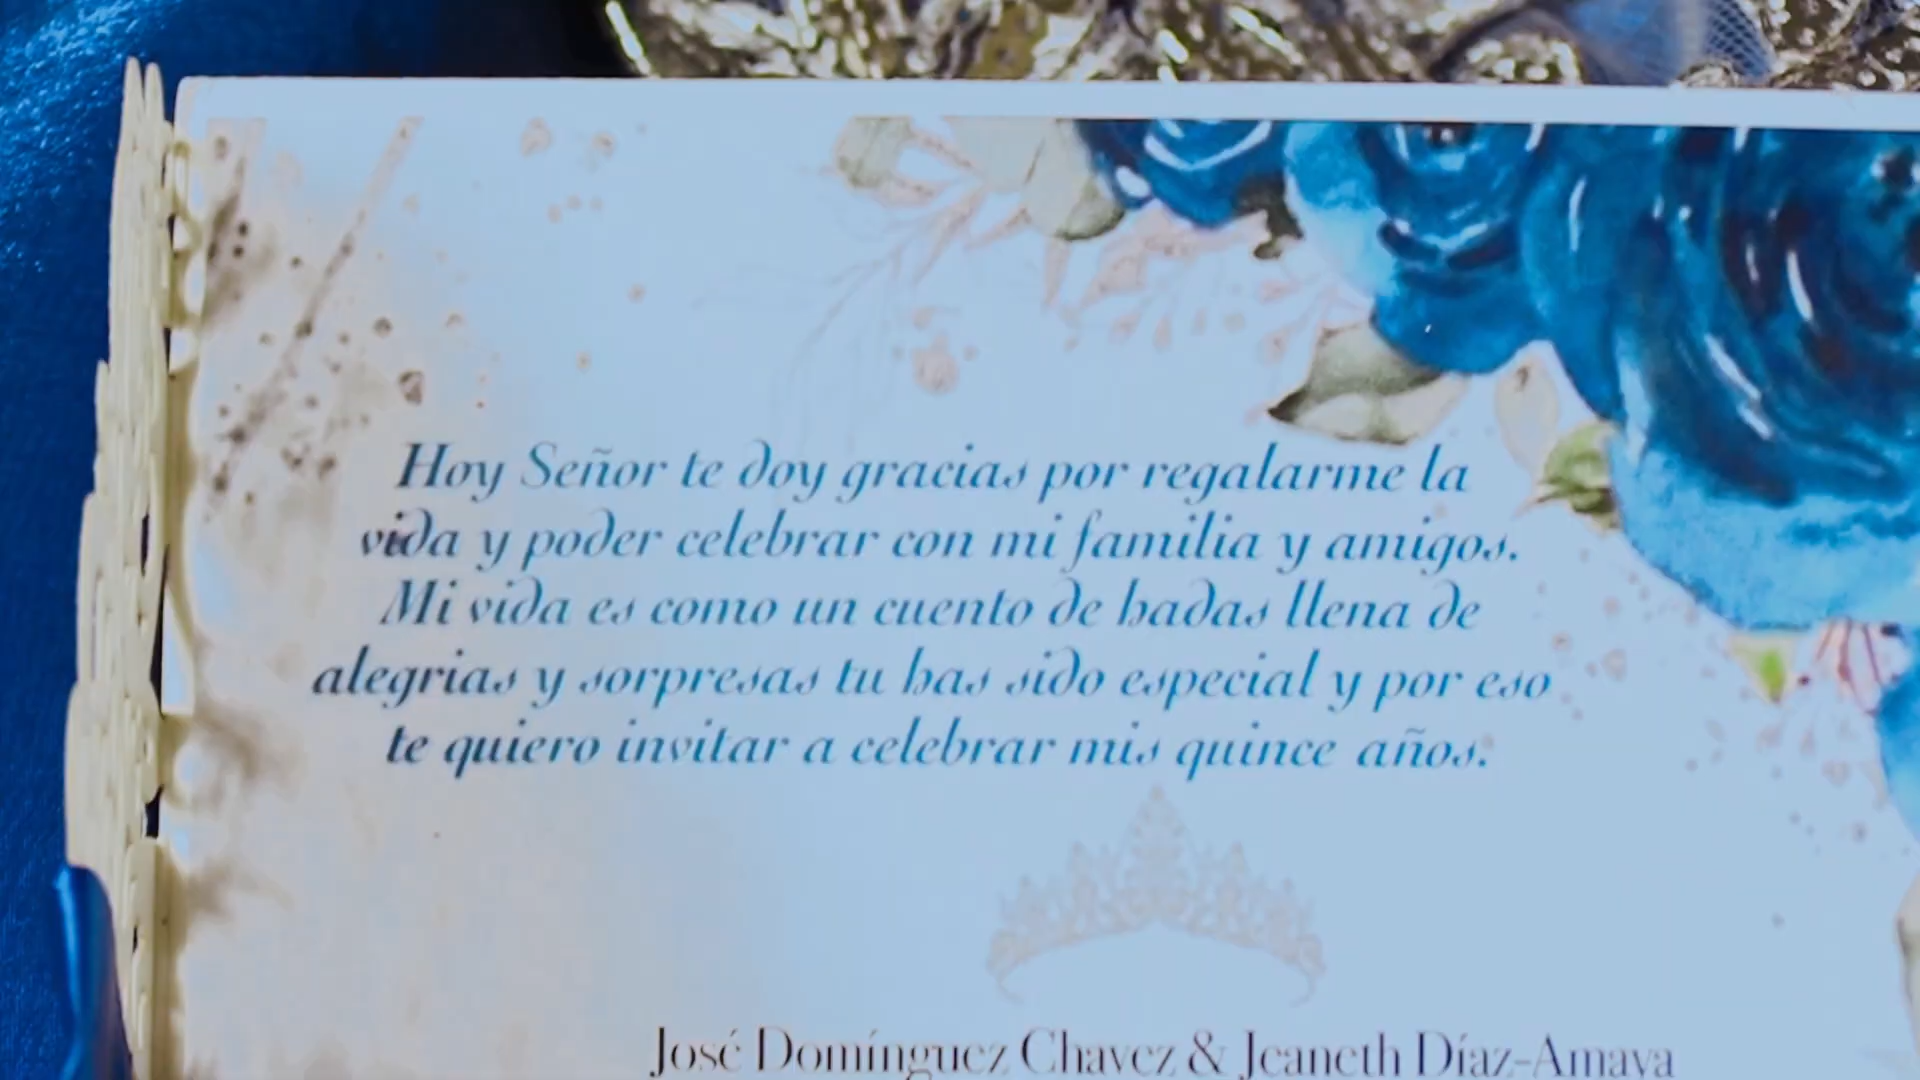 Hoy Señor te doy gracias por regalarme la
vida y poder celebrar con mi familia y amigos.
Mi vida es como un cuento de hadas llena de
alegrias y sorpresas tu has sido especial y por eso
te quiero invitar a celebrar mis quince años.
José Domínguez Chavez & Jeaneth Díaz-Amaya